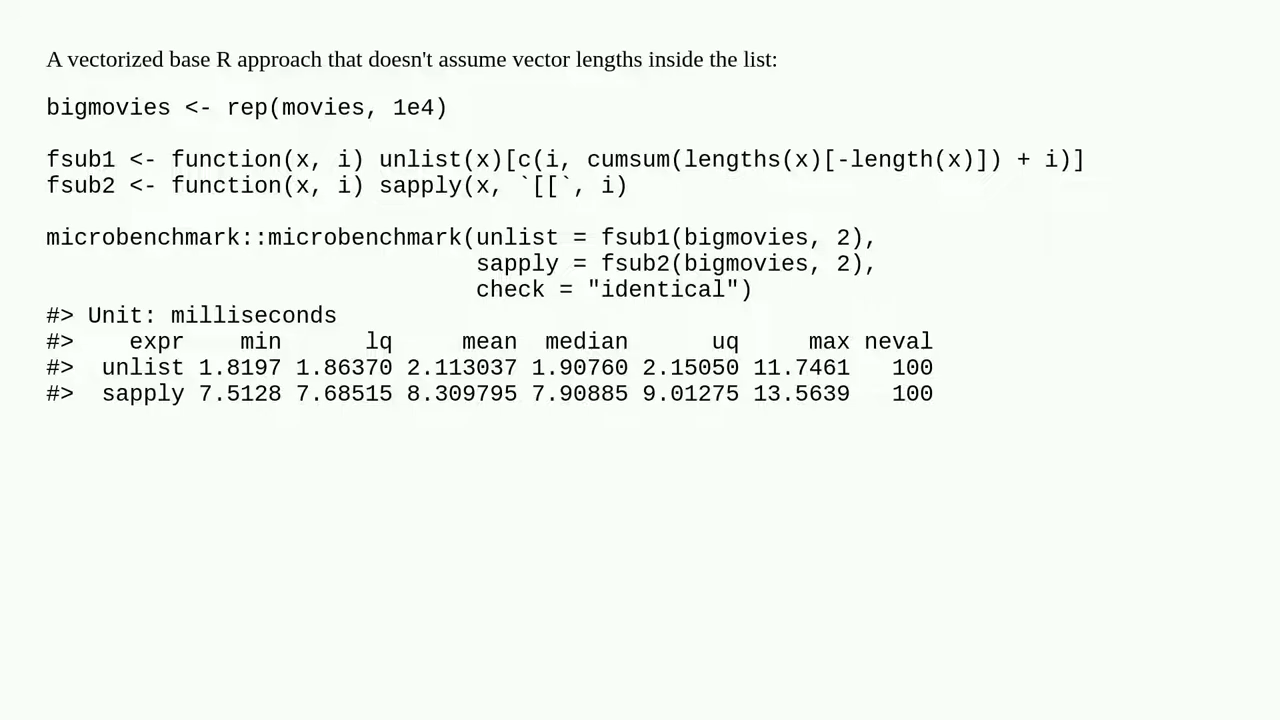 A vectorized base R approach that doesn't assume vector lengths inside the list:
bigmovies <- rep(movies, 1e4)
fsub1 <- function(x, i) unlist(x)[c(i, cumsum(lengths(x)[-length(x)]) + i)]
fsub2 <- function(x, i) sapply(x, `[[`, i)
microbenchmark::microbenchmark(unlist = fsub1(bigmovies, 2),
                               sapply = fsub2(bigmovies, 2),
                               check = "identical")
#> Unit: milliseconds
#>    expr    min      lq     mean  median      uq     max neval
#>  unlist 1.8197 1.86370 2.113037 1.90760 2.15050 11.7461   100
#>  sapply 7.5128 7.68515 8.309795 7.90885 9.01275 13.5639   100